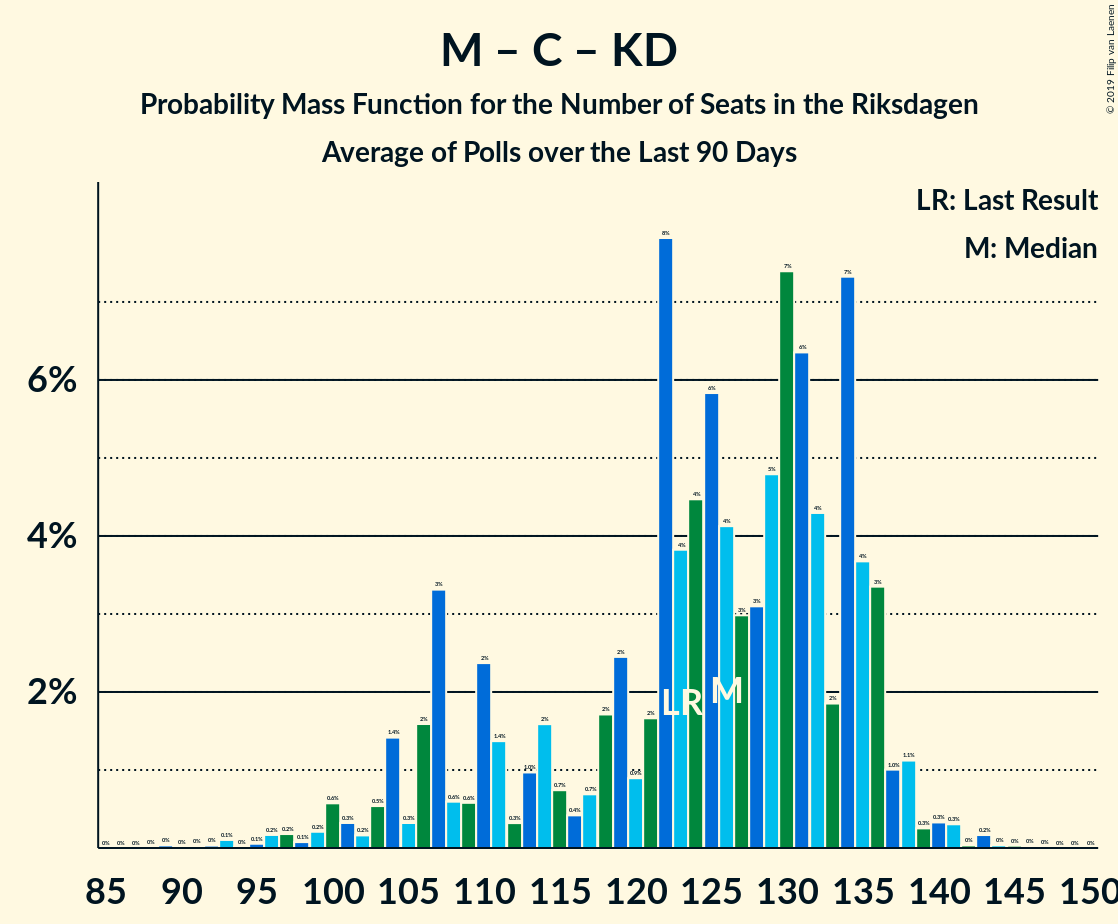 M – C – KD
Probability Mass Function for the Number of Seats in the Riksdagen
Average of Polls over the Last 90 Days
© 2019 Filip van Laenen
LR: Last Result
M: Median
6%
4%
2%
0% 0% 0% 0% 0% 0% 0% 0% 0.1% 0% 0.1% 0.2% 0.2% 0.1% 0.2% 0.6% 0.3% 0.2% 0.5% 1.4% 0.3% 2% 3% 0.6% 0.6% 2% 1.4% 0.3% 1.0% 2% 0.7% 0.4% 0.7% 2% 2% 0.9% 2% 8% 4% 4% 6% 4% 3% 3% 5% 7% 6% 4% 2% 7% 4% 3% 1.0% 1.1% 0.3% 0.3% 0.3% 0% 0.2% 0% 0% 0% 0% 0% 0% 0%
LR M
85 90 95 100 105 110 115 120 125 130 135 140 145 150